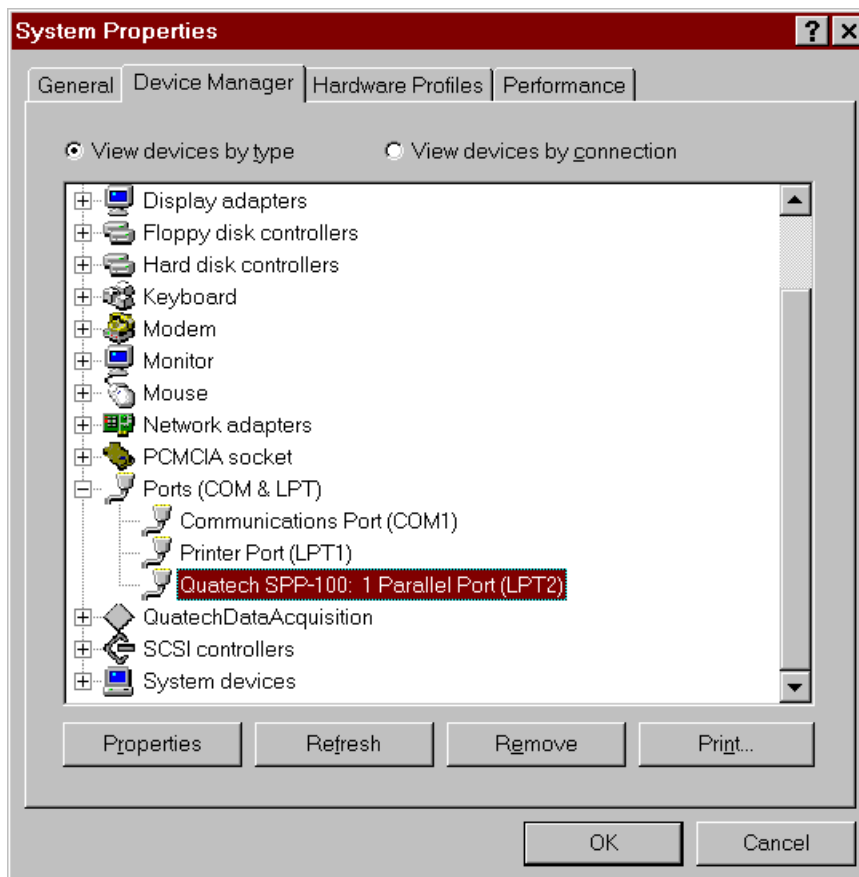 System Properties
General Device Manager Hardware Profiles Performance
View devices by type View devices by connection
Display adapters
Floppy disk controllers
Hard disk controllers
Keyboard
Modem
Monitor
Mouse
Network adapters
PCMCIA socket
Ports (COM & LPT)
Communications Port (COM1)
Printer Port (LPT1)
Quatech SPP-100: 1 Parallel Port (LPT2)
QuatechDataAcquisition
SCSI controllers
System devices
Properties Refresh Remove Print...
OK Cancel